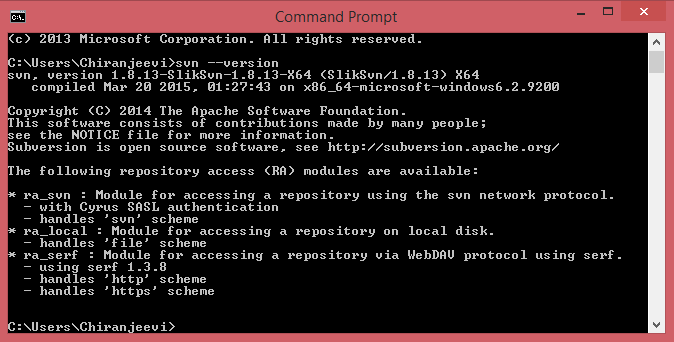 Command Prompt
(c) 2013 Microsoft Corporation. All rights reserved.
C:\Users\Chiranjeevi>svn --version
svn, version 1.8.13-SlikSvn-1.8.13-X64 (SlikSvn/1.8.13) X64
compiled Mar 20 2015, 01:27:43 on x86_64-microsoft-windows6.2.9200
Copyright (C) 2014 The Apache Software Foundation.
This software consists of contributions made by many people;
see the NOTICE file for more information.
Subversion is open source software, see http://subversion.apache.org/
The following repository access (RA) modules are available:
* ra_svn : Module for accessing a repository using the svn network protocol.
- with Cyrus SASL authentication
- handles 'svn' scheme
* ra_local : Module for accessing a repository on local disk.
- handles 'file' scheme
* ra_serf : Module for accessing a repository via WebDAV protocol using serf.
- using serf 1.3.8
- handles 'http' scheme
- handles 'https' scheme
C:\Users\Chiranjeevi>